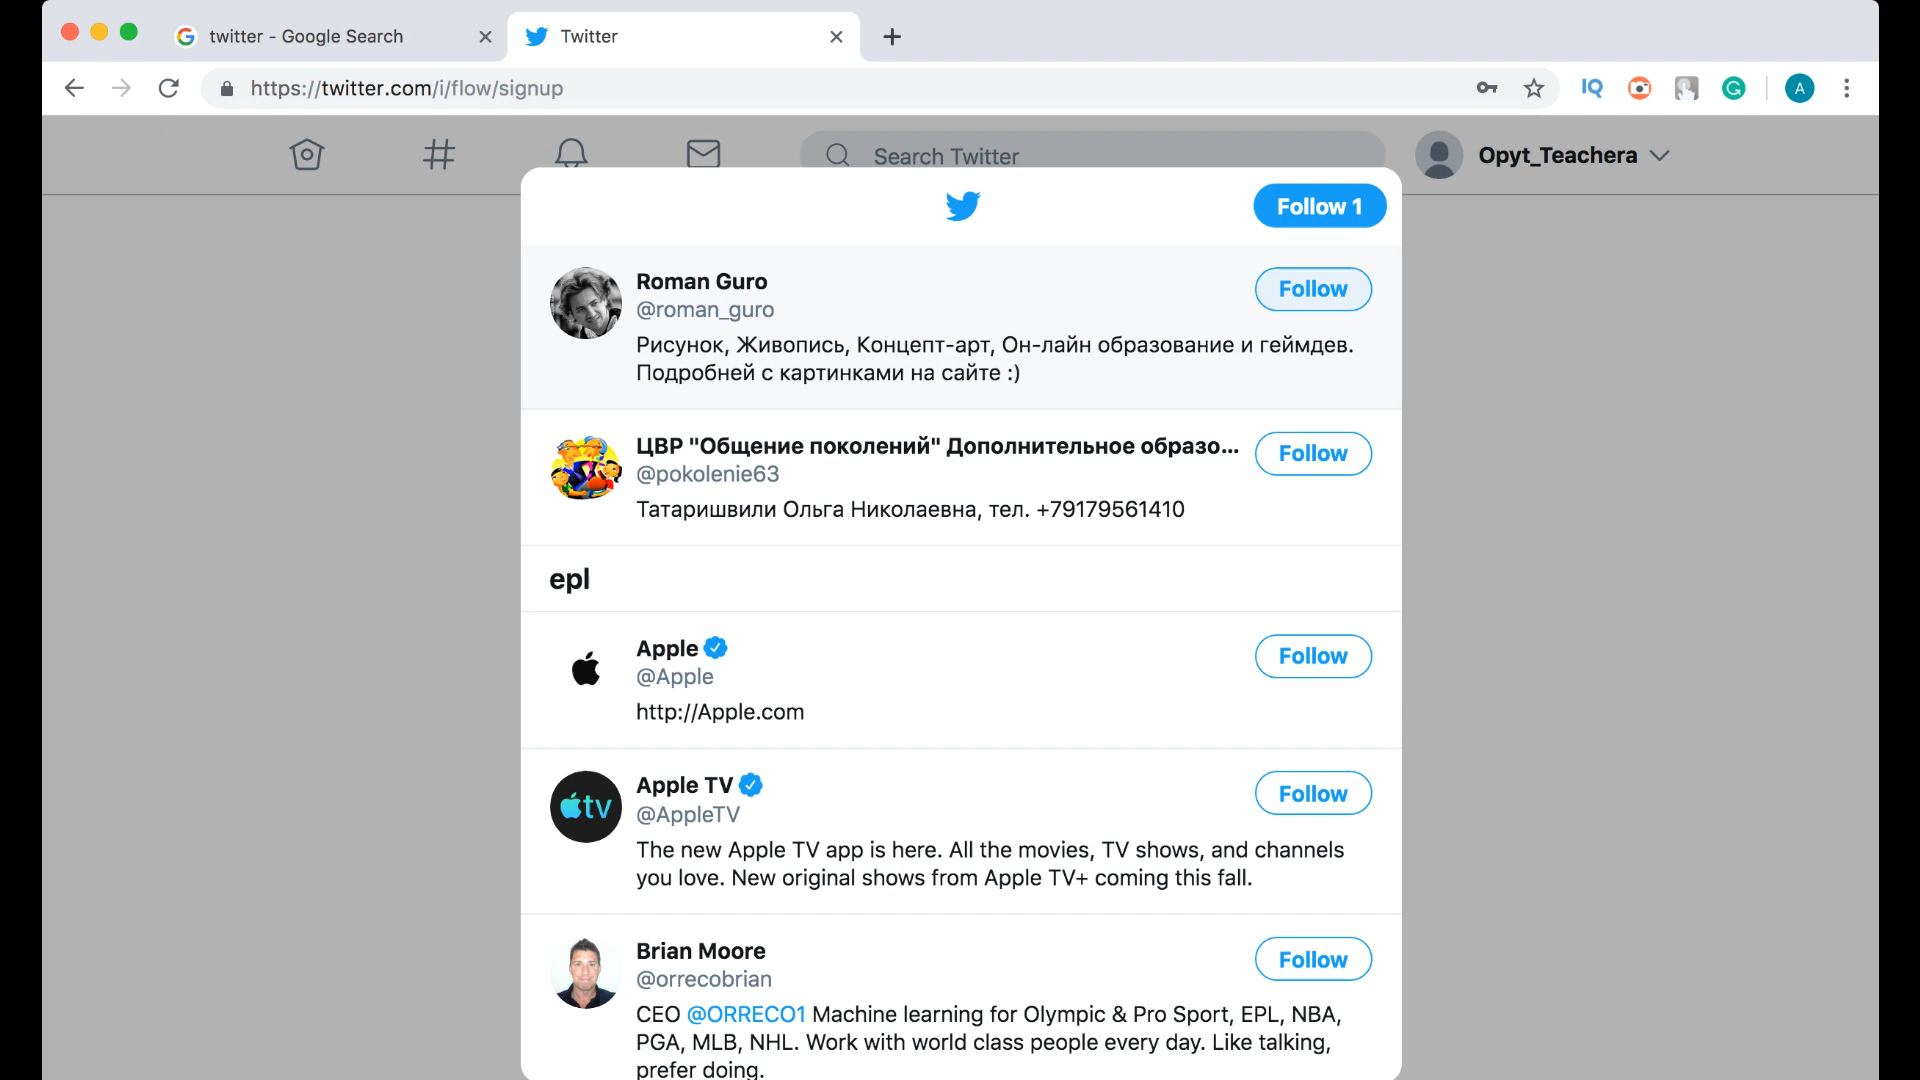 twitter - Google Search
Twitter
https://twitter.com/i/flow/signup
IQ
G
A
Search Twitter
Opyt_Teachera
Follow 1
Roman Guro
@roman_guro
Follow
Рисунок, Живопись, Концепт-арт, Он-лайн образование и геймдев.
Подробней с картинками на сайте :)
ЦВР "Общение поколений" Дополнительное образо...
@pokolenie63
Follow
Татаришвили Ольга Николаевна, тел. +79179561410
epl
Apple
@Apple
Follow
http://Apple.com
tv
Apple TV
@AppleTV
Follow
The new Apple TV app is here. All the movies, TV shows, and channels
you love. New original shows from Apple TV+ coming this fall.
Brian Moore
@orrecobrian
Follow
CEO @ORRECO1 Machine learning for Olympic & Pro Sport, EPL, NBA,
PGA, MLB, NHL. Work with world class people every day. Like talking,
prefer doing.